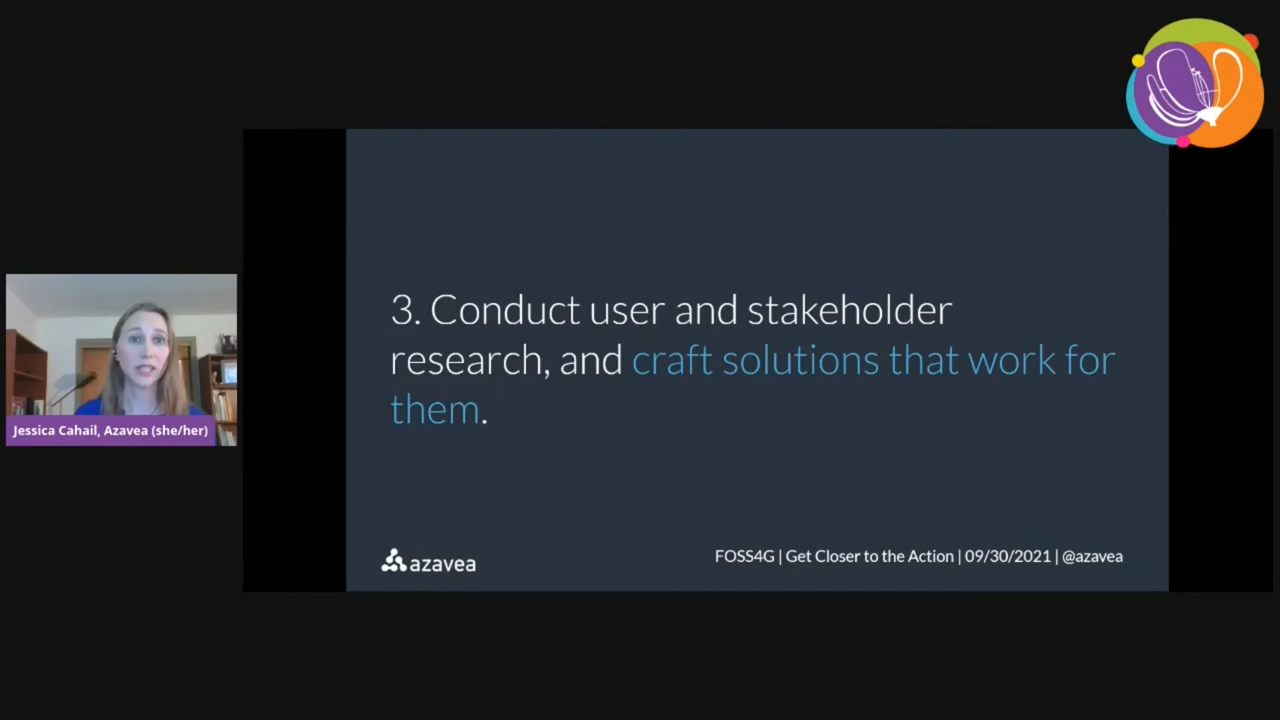 3. Conduct user and stakeholder
research, and craft solutions that work for
them.
Jessica Cahail, Azavea (she/her)
azavea
FOSS4G | Get Closer to the Action | 09/30/2021 | @azavea